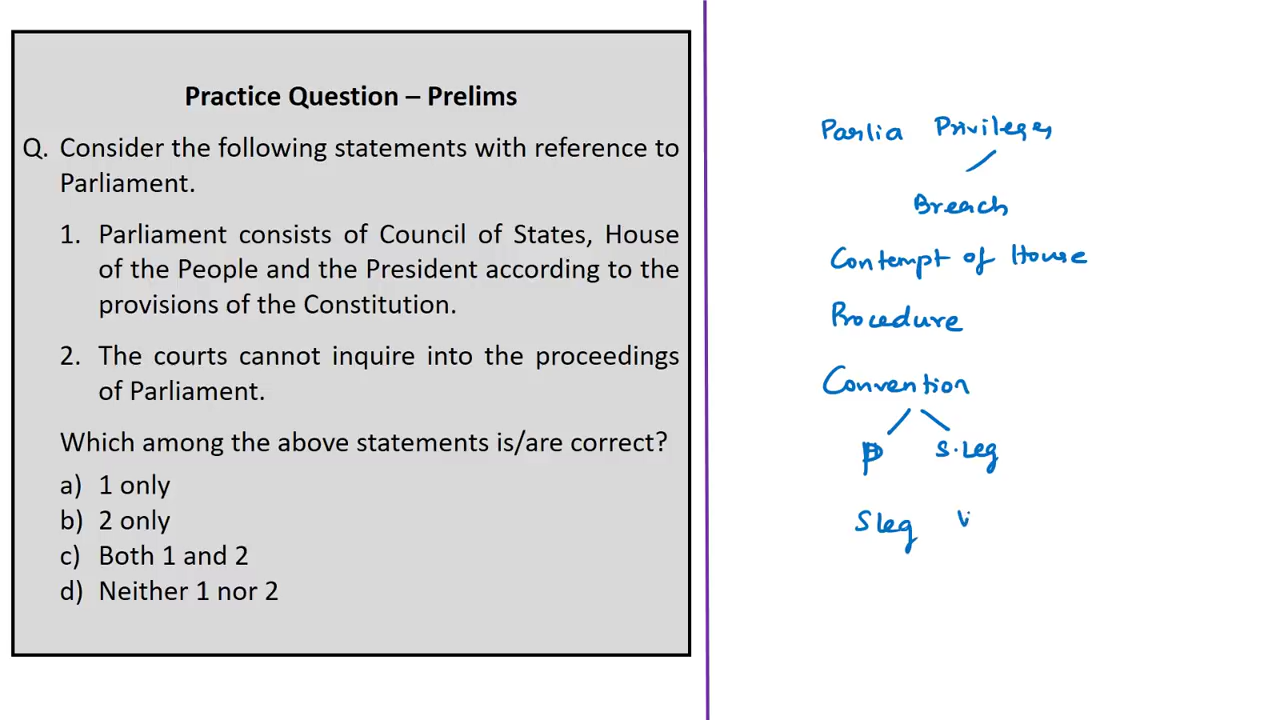 Practice Question – Prelims
Q. Consider the following statements with reference to
Parliament.
1. Parliament consists of Council of States, House
of the People and the President according to the
provisions of the Constitution.
2. The courts cannot inquire into the proceedings
of Parliament.
Which among the above statements is/are correct?
a) 1 only
b) 2 only
c) Both 1 and 2
d) Neither 1 nor 2
Parlia Privileges
Breach
Contempt of House
Procedure
Convention
P S.Leg
S leg